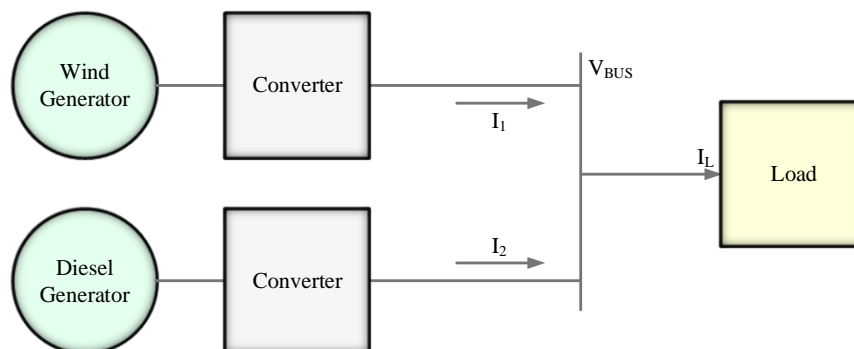 Wind
Generator
Converter
V_BUS
I_1
I_L
Load
Diesel
Generator
Converter
I_2